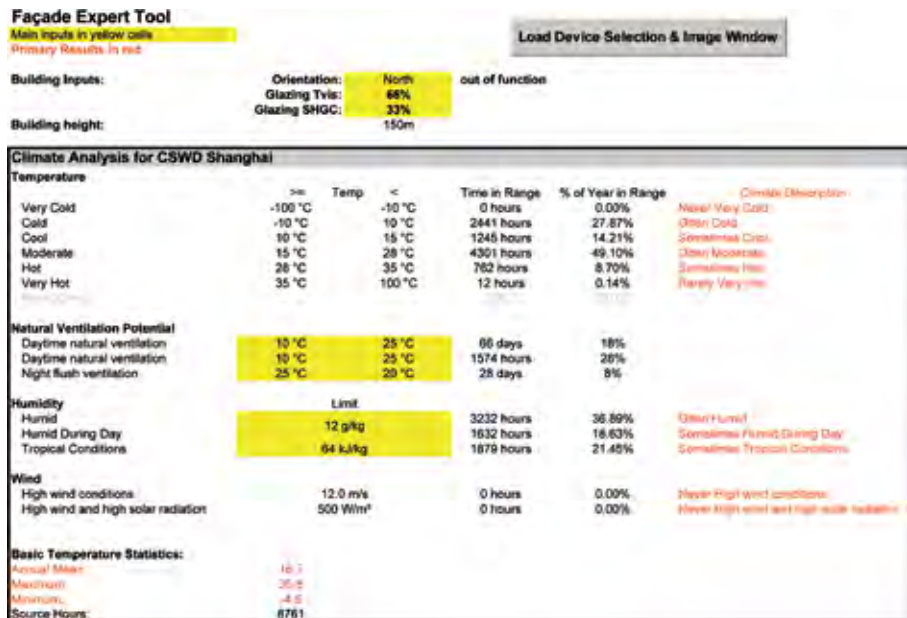 Façade Expert Tool
Main inputs in yellow cells
Primary Results in red
Load Device Selection & Image Window
Building Inputs: Orientation: North out of function
Glazing Tvis: 66%
Glazing SHGC: 33%
Building height: 150m
Climate Analysis for CSWD Shanghai
Temperature
>= Temp < Time in Range % of Year in Range Climate Description
Very Cold -100 °C -10 °C 0 hours 0.00% Never Very Cold
Cold -10 °C 10 °C 2441 hours 27.87% Often Cold
Cool 10 °C 15 °C 1245 hours 14.21% Sometimes Cool
Moderate 15 °C 28 °C 4301 hours 49.10% Often Moderate
Hot 28 °C 35 °C 762 hours 8.70% Sometimes Hot
Very Hot 35 °C 100 °C 12 hours 0.14% Rarely Very Hot
Natural Ventilation Potential
Daytime natural ventilation 10 °C 25 °C 66 days 18%
Daytime natural ventilation 10 °C 25 °C 1574 hours 26%
Night flush ventilation 25 °C 20 °C 28 days 8%
Humidity Limit
Humid 12 g/kg 3232 hours 36.89% Often Humid
Humid During Day 1632 hours 18.63% Sometimes Humid During Day
Tropical Conditions 64 kJ/kg 1879 hours 21.45% Sometimes Tropical Conditions
Wind
High wind conditions 12.0 m/s 0 hours 0.00% Never High wind conditions
High wind and high solar radiation 500 W/m² 0 hours 0.00% Never High wind and high solar radiation
Basic Temperature Statistics:
Annual Mean: 16.7
Maximum:
Minimum:
Source Hours: 8761